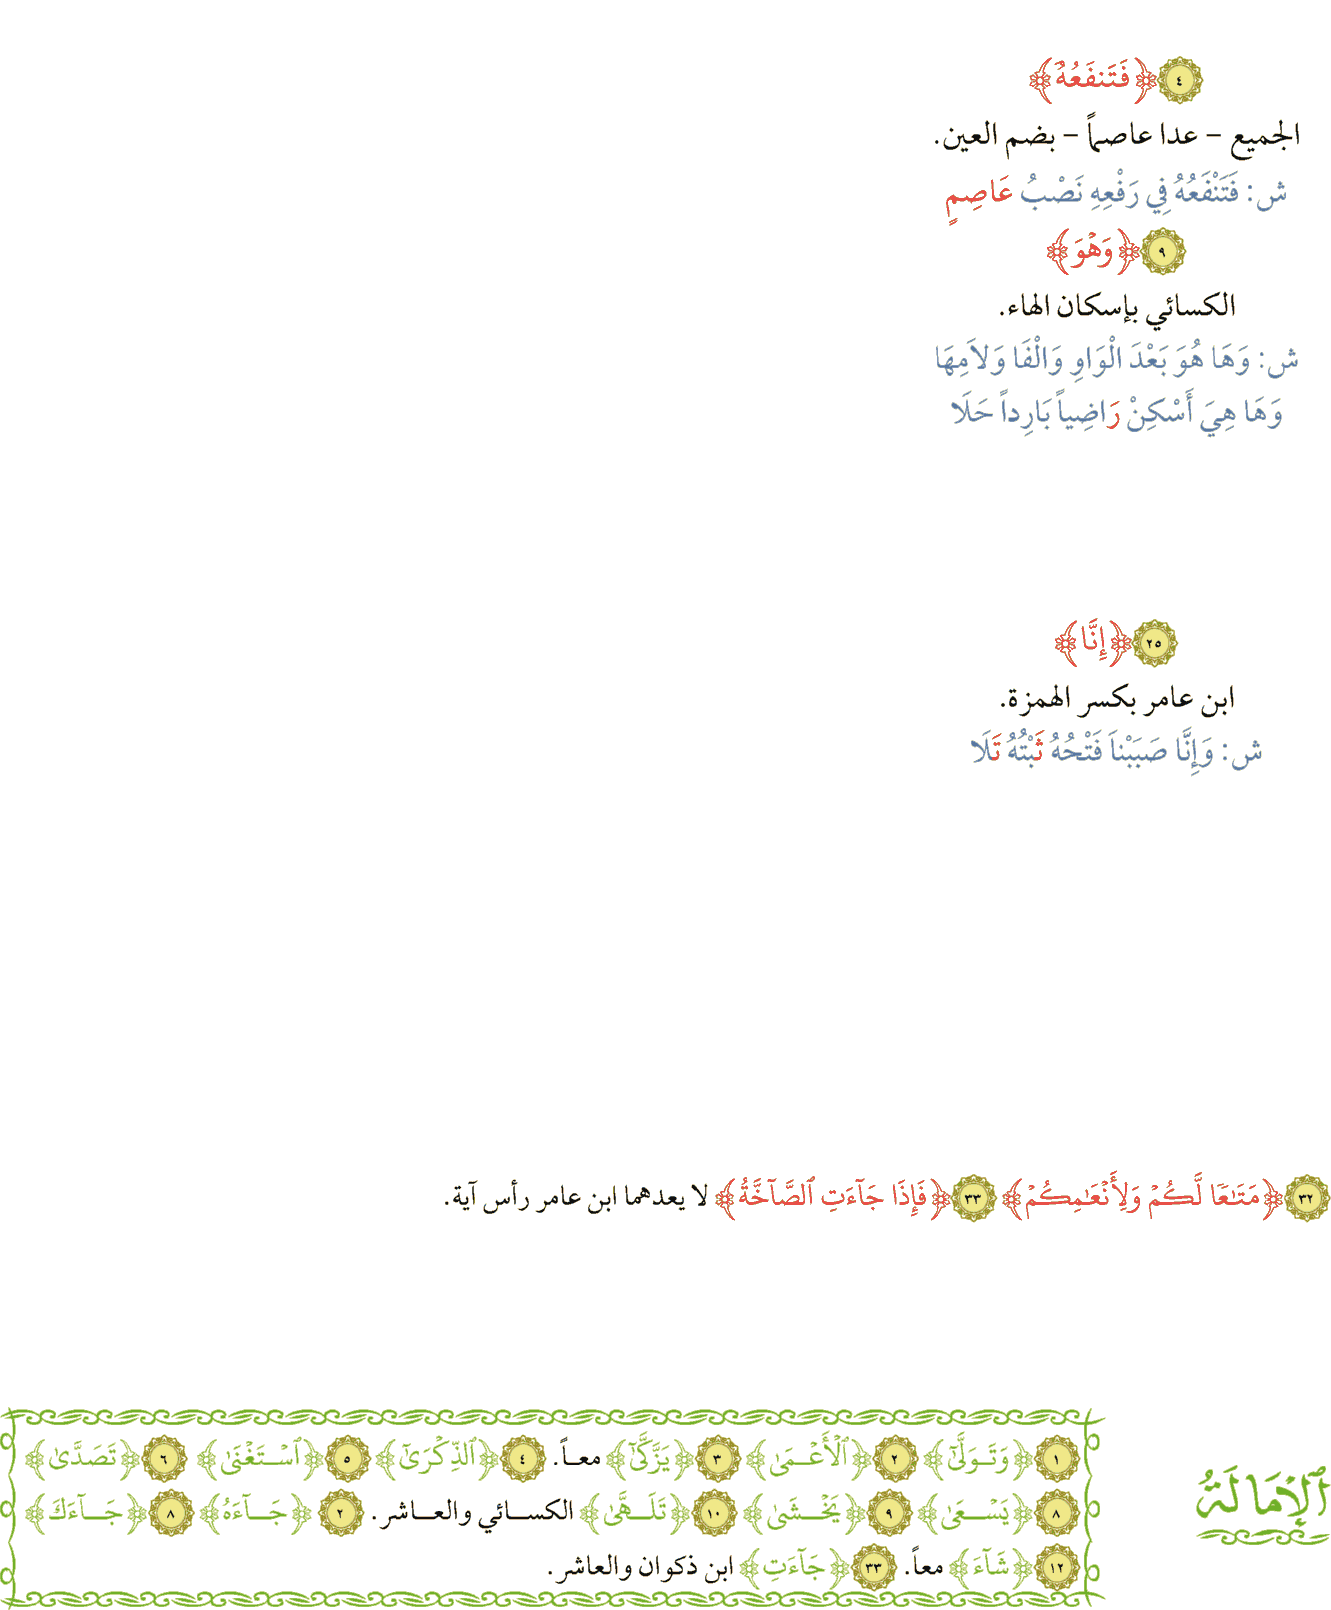 ٤ ﴿فَتَنفَعُهُۥ﴾
الجميع - عدا عاصماً - بضم العين.
ش: فَتَنْفَعُهُ فِي رَفْعِهِ نَصْبُ عَاصِمٍ
٩ ﴿وَهۡوَ﴾
الكسائي بإسكان الهاء.
ش: وَهَا هُوَ بَعْدَ الْوَاوِ وَالْفَا وَلاَمِهَا
وَهَا هِيَ أَسْكِنْ رَاضِياً بَارِداً حَلَا
٢٥ ﴿إِنَّا﴾
ابن عامر بكسر الهمزة.
ش: وَإِنَّا صَبَبْنَا فَتْحُهُ ثَبْتُهُ تَلَا
٣٢ ﴿مَتَٰعٗا لَّكُمۡ وَلِأَنۡعَٰمِكُمۡ﴾ ٣٣ ﴿فَإِذَا جَآءَتِ ٱلصَّآخَّةُ﴾ لا يعدهما ابن عامر رأس آية.
ٱلۡإِمَالَةُ
١ ﴿وَتَوَلَّىٰٓ﴾ ٢ ﴿ٱلۡأَعۡمَىٰ﴾ ٣ ﴿يَزَّكَّىٰٓ﴾ معاً. ٤ ﴿ٱلذِّكۡرَىٰٓ﴾ ٥ ﴿ٱسۡتَغۡنَىٰ﴾ ٦ ﴿تَصَدَّىٰ﴾
٨ ﴿يَسۡعَىٰ﴾ ٩ ﴿يَخۡشَىٰ﴾ ١٠ ﴿تَلَهَّىٰ﴾ الكسائي والعاشر. ٢ ﴿جَآءَهُ﴾ ٨ ﴿جَآءَكَ﴾
١٢ ﴿شَآءَ﴾ معاً. ٣٣ ﴿جَآءَتِ﴾ ابن ذكوان والعاشر.